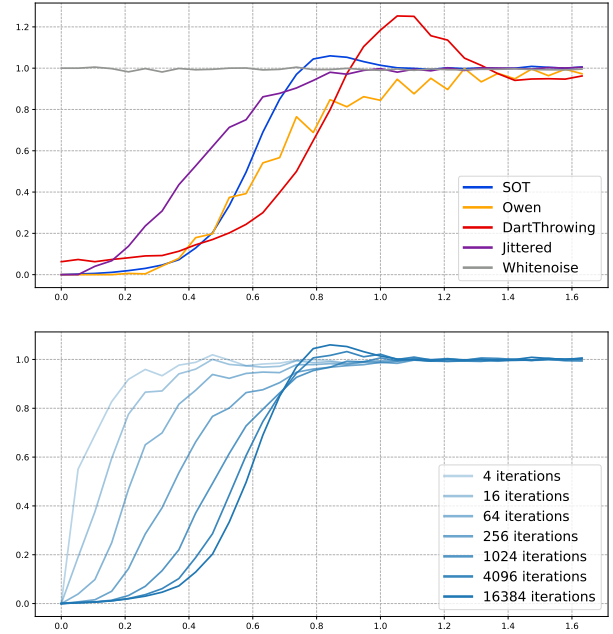 1.2
1.0
0.8
0.6
0.4
0.2
0.0
SOT
Owen
DartThrowing
Jittered
Whitenoise
0.0 0.2 0.4 0.6 0.8 1.0 1.2 1.4 1.6
1.0
0.8
0.6
0.4
0.2
0.0
4 iterations
16 iterations
64 iterations
256 iterations
1024 iterations
4096 iterations
16384 iterations
0.0 0.2 0.4 0.6 0.8 1.0 1.2 1.4 1.6